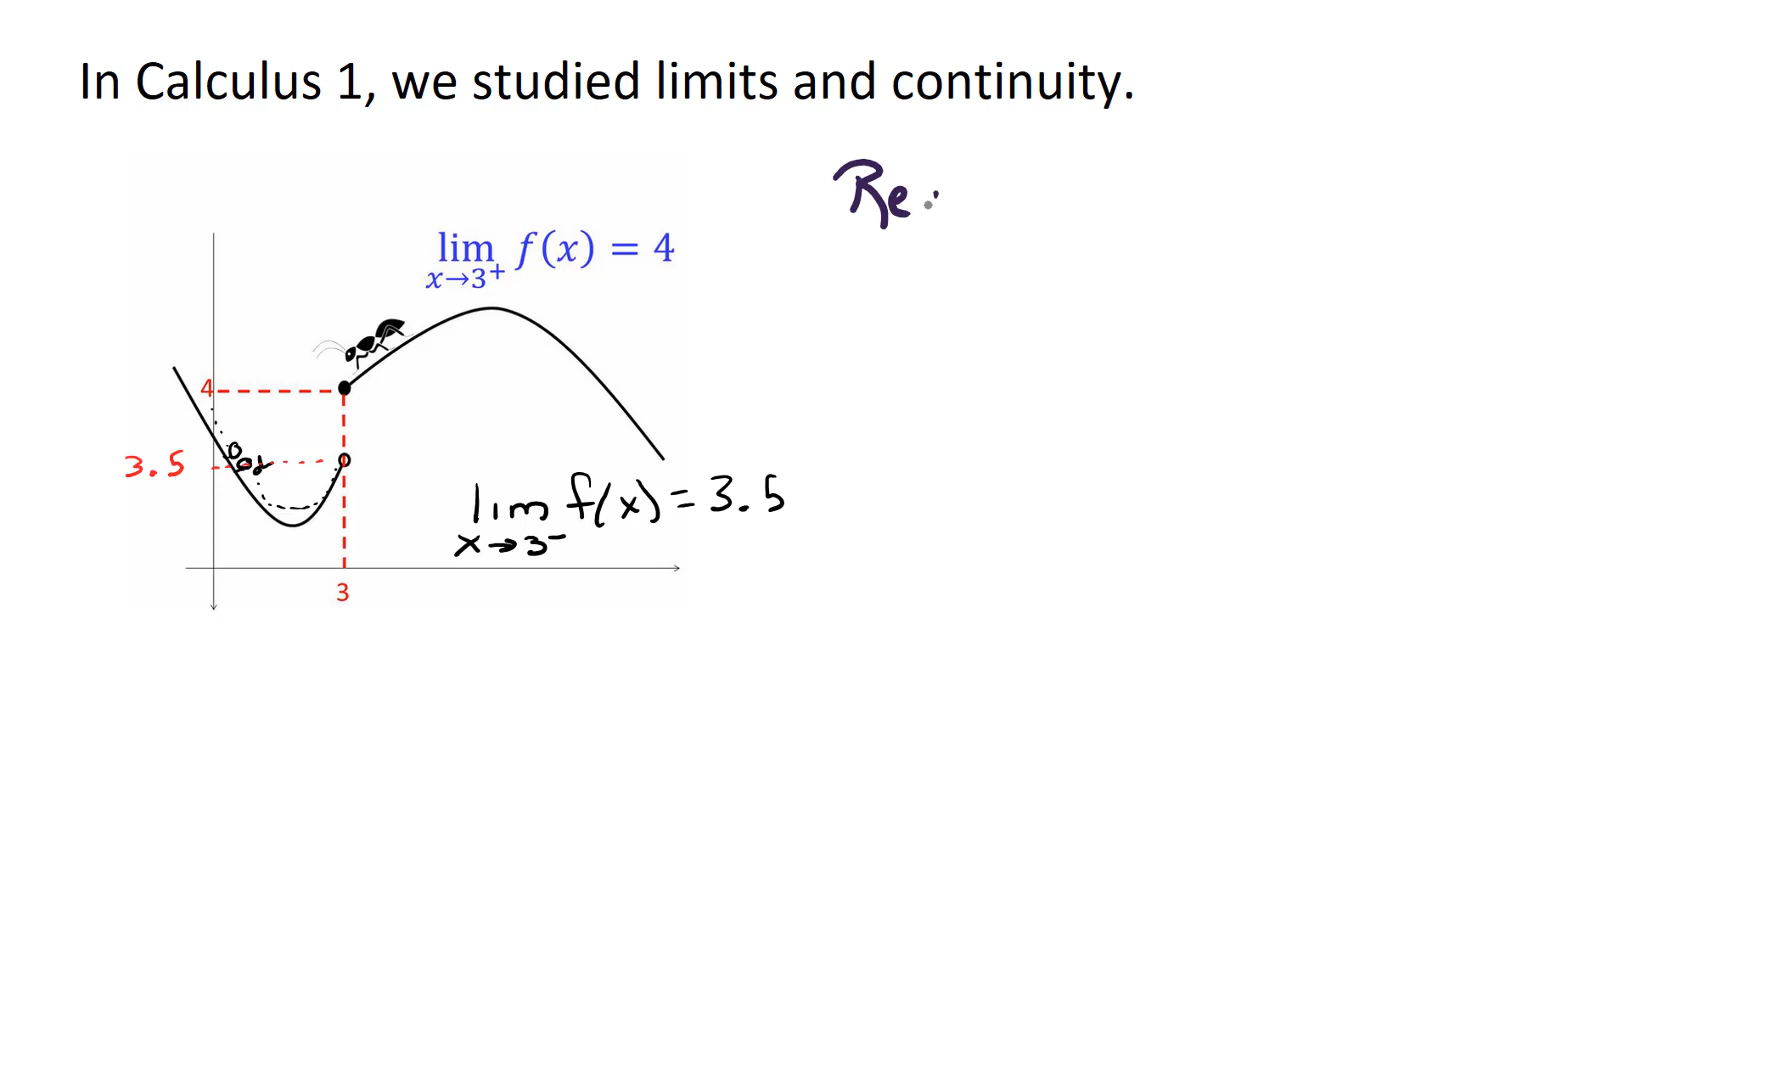 In Calculus 1, we studied limits and continuity.
Re
lim f(x) = 4
x→3⁺
4
3.5
lim f(x) = 3.5
x→3⁻
3